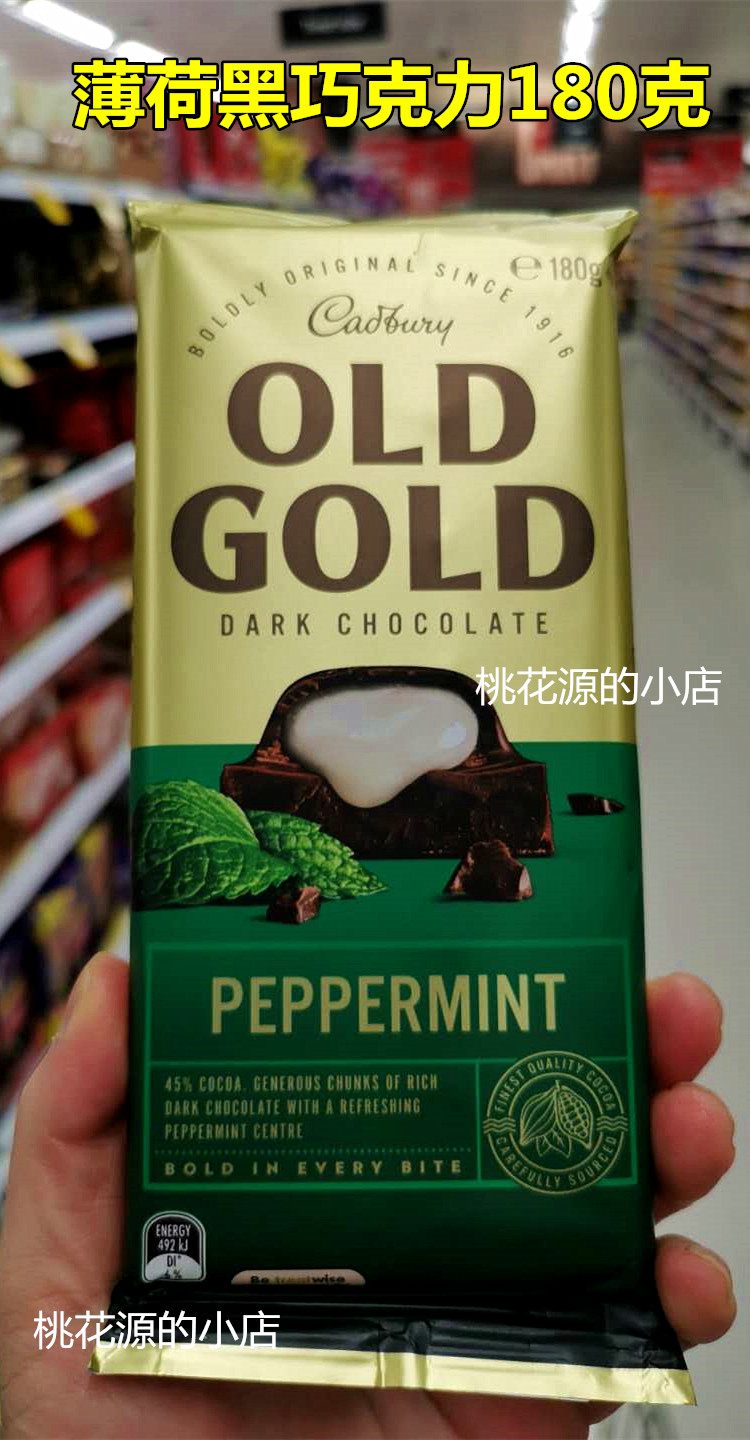 薄荷黑巧克力180克
BOLDLY ORIGINAL SINCE 1916
e 180g
Cadbury
OLD
GOLD
DARK CHOCOLATE
桃花源的小店
PEPPERMINT
45% COCOA. GENEROUS CHUNKS OF RICH
DARK CHOCOLATE WITH A REFRESHING
PEPPERMINT CENTRE
BOLD IN EVERY BITE
FINEST QUALITY COCOA
CAREFULLY SOURCED
ENERGY
492 kJ
DI*
Be treatwise
桃花源的小店